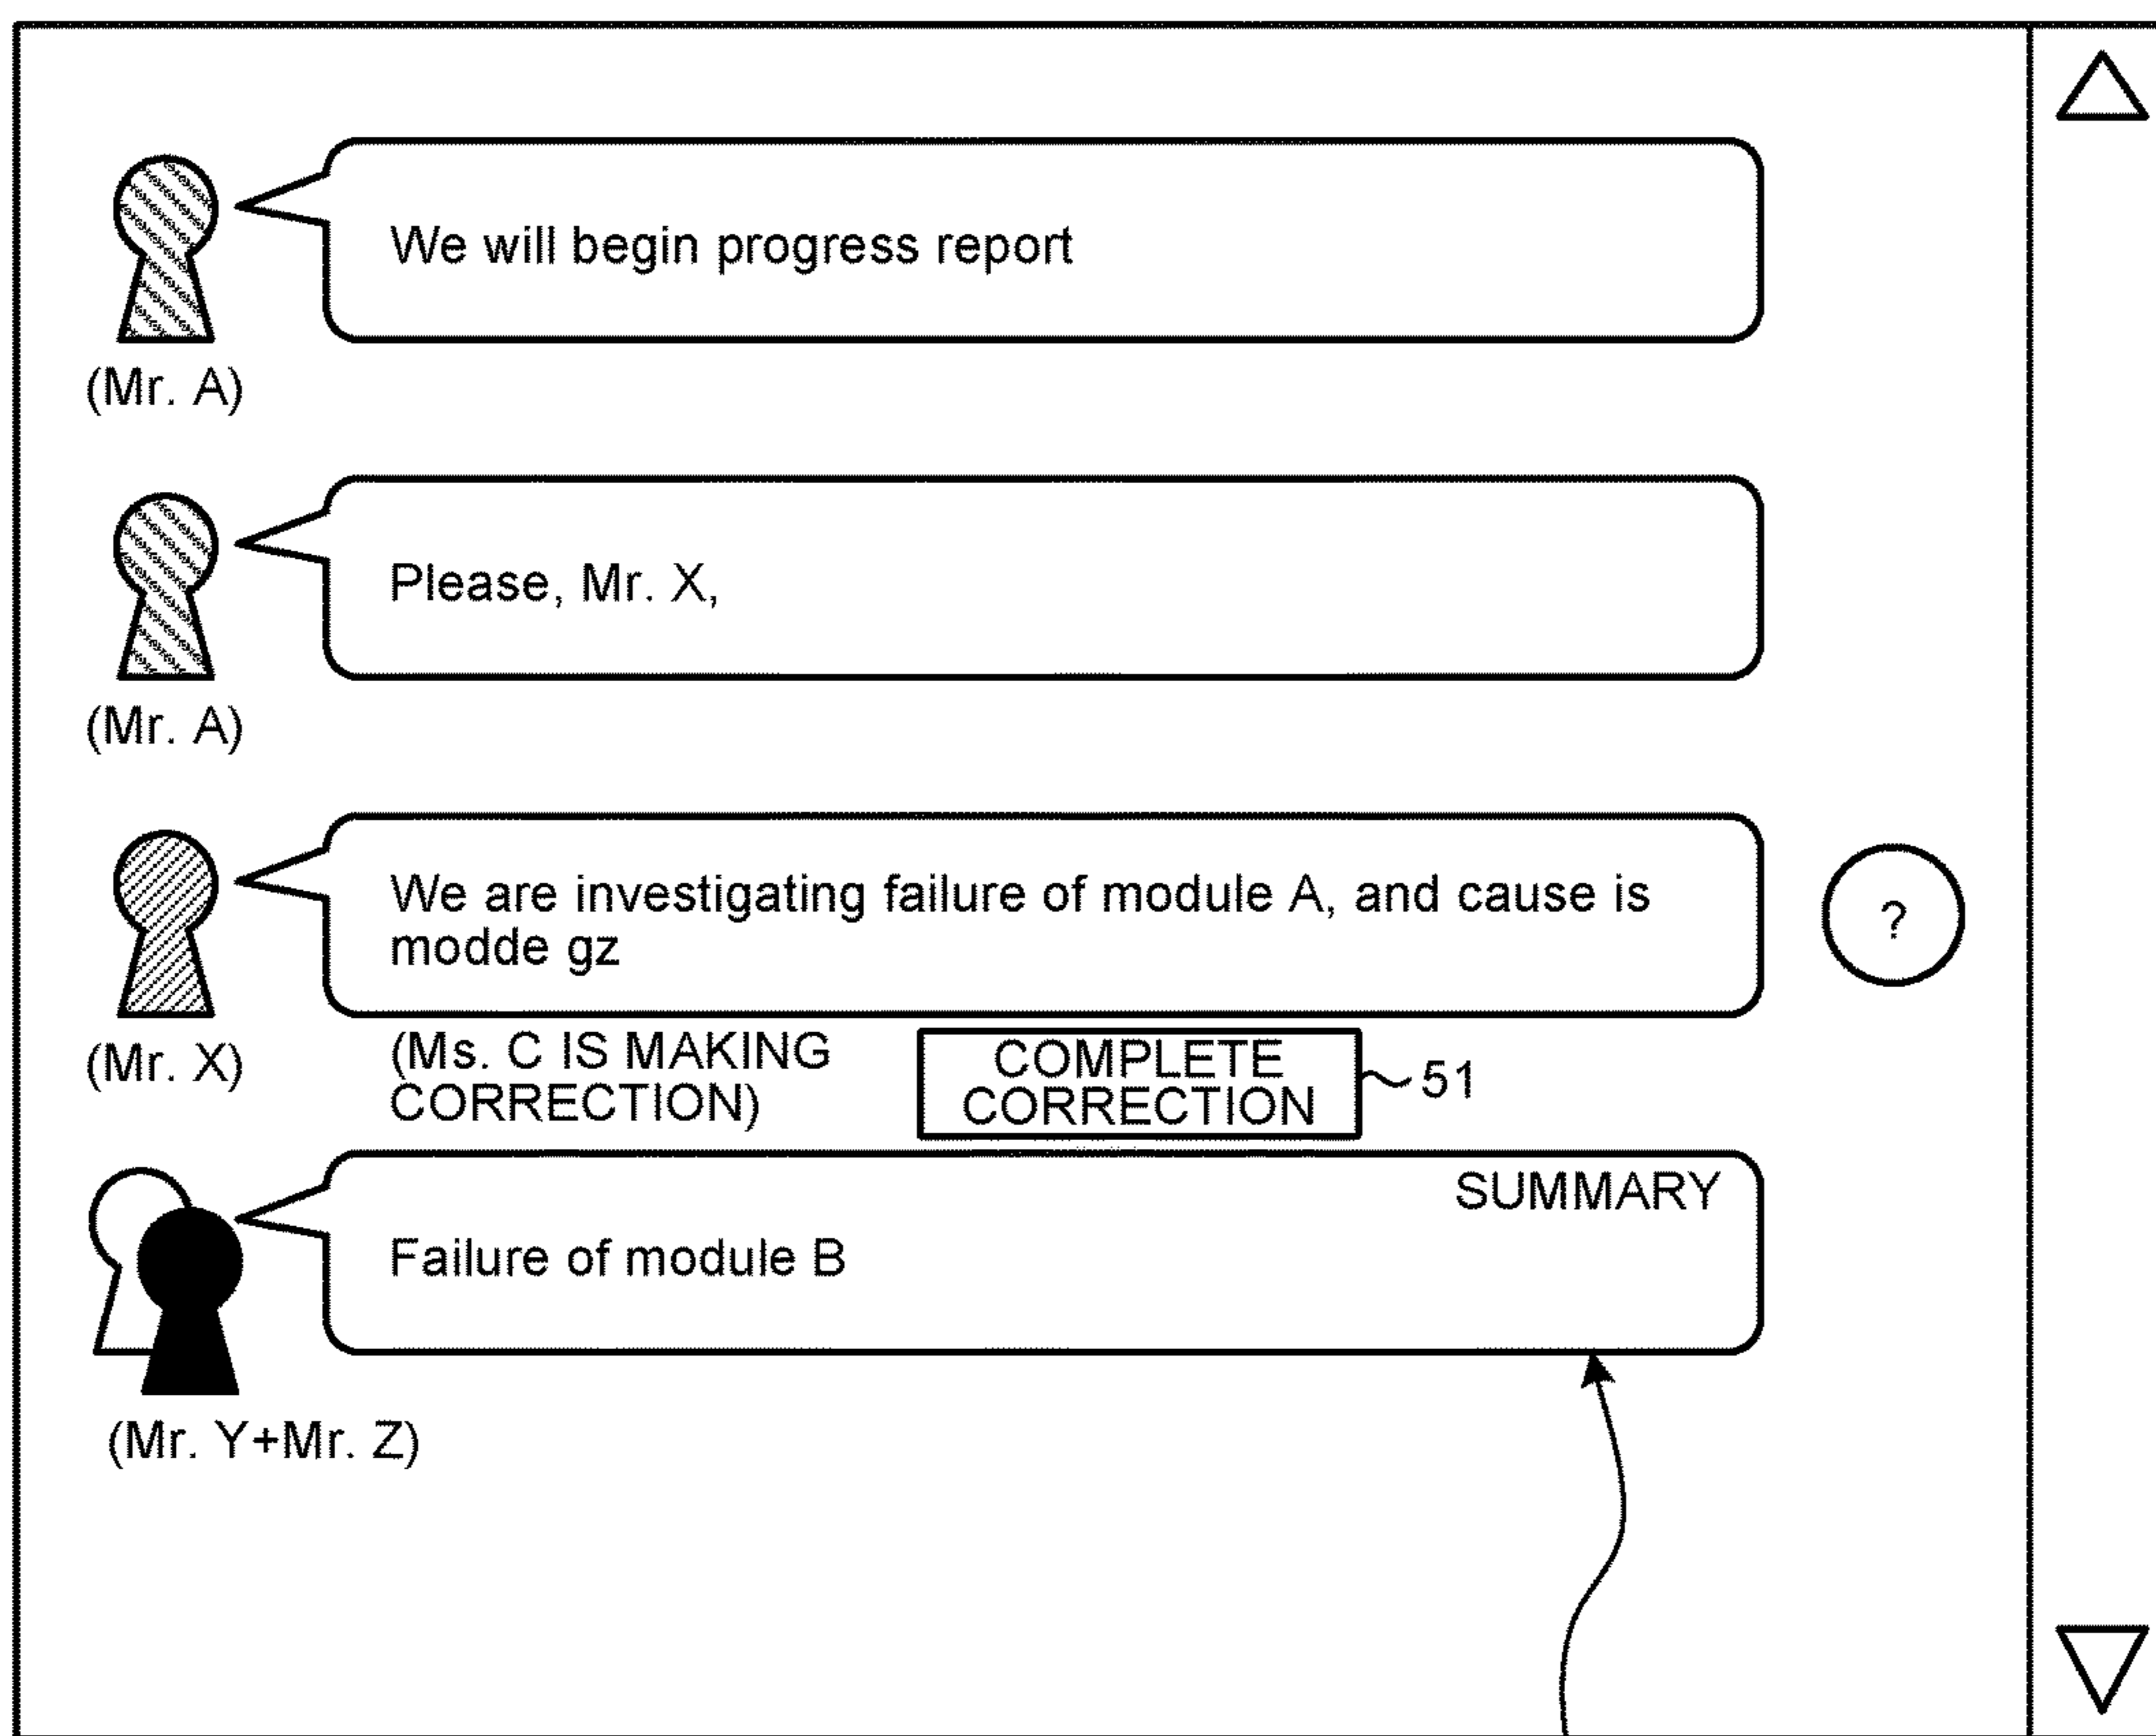 We will begin progress report
(Mr. A)
Please, Mr. X,
(Mr. A)
We are investigating failure of module A, and cause is
modde gz
?
(Mr. X)
(Ms. C IS MAKING
CORRECTION)
COMPLETE
CORRECTION
51
SUMMARY
Failure of module B
(Mr. Y+Mr. Z)